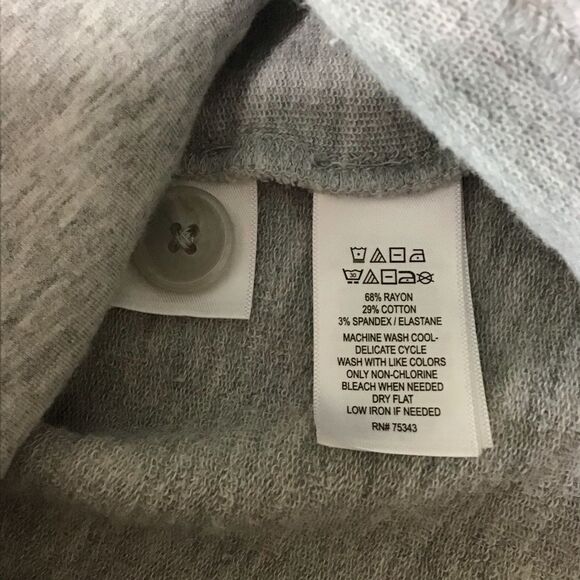 30
68% RAYON
29% COTTON
3% SPANDEX / ELASTANE
MACHINE WASH COOL-
DELICATE CYCLE
WASH WITH LIKE COLORS
ONLY NON-CHLORINE
BLEACH WHEN NEEDED
DRY FLAT
LOW IRON IF NEEDED
RN# 75343